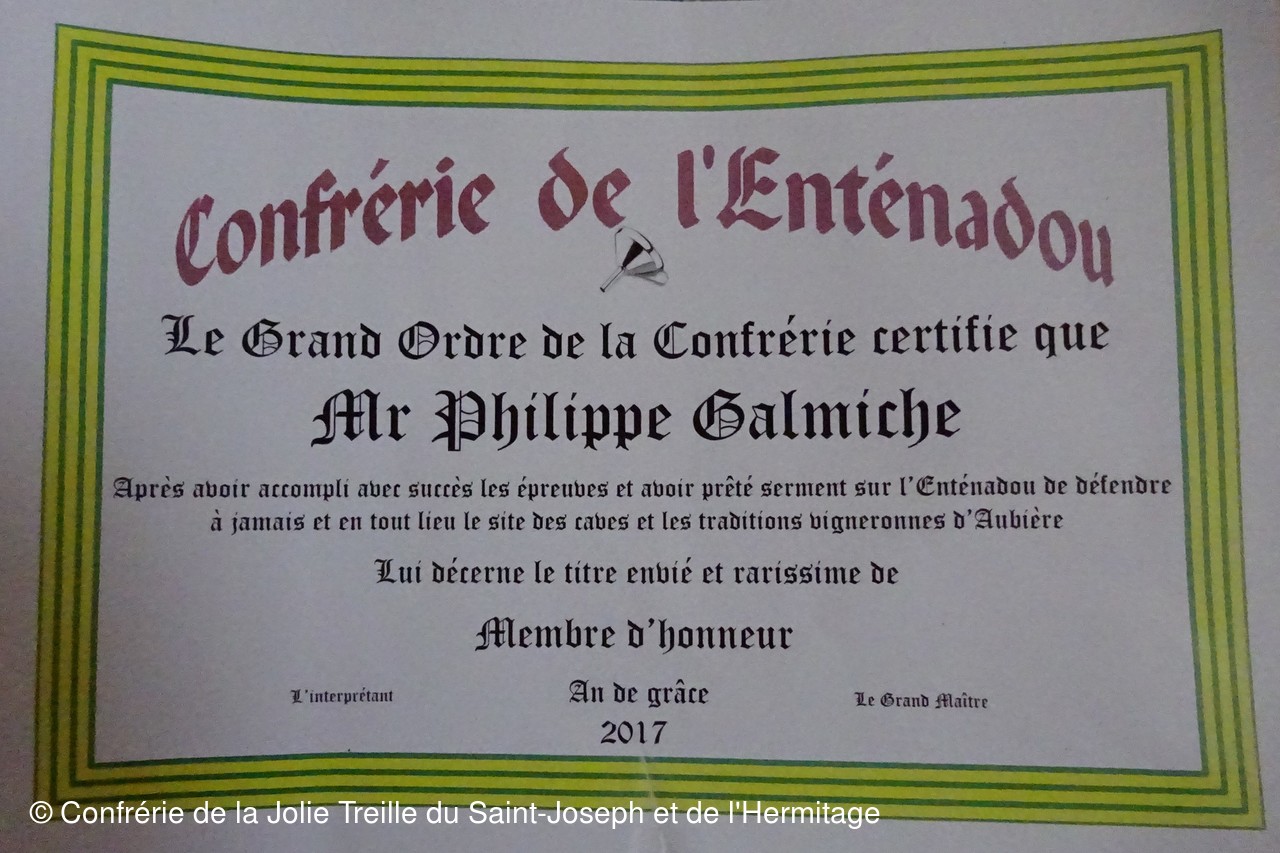 Confrérie de l'Enténadou
Le Grand Ordre de la Confrérie certifie que
Mr Philippe Galmiche
Après avoir accompli avec succès les épreuves et avoir prêté serment sur l'Enténadou de défendre
à jamais et en tout lieu le site des caves et les traditions vigneronnes d'Aubière
Lui décerne le titre envié et rarissime de
Membre d'honneur
L'interprétant
An de grâce
Le Grand Maître
2017
© Confrérie de la Jolie Treille du Saint-Joseph et de l'Hermitage